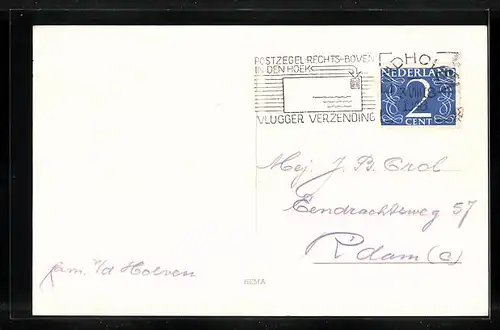 POSTZEGEL RECHTS-BOVEN
IN DEN HOEK
VLUGGER VERZENDING
NEDERLAND
2
CENT
Mej. J. B. Crol
Eendrachtsweg 57
R'dam (C)
fam. v/d Hoeven
HEMA